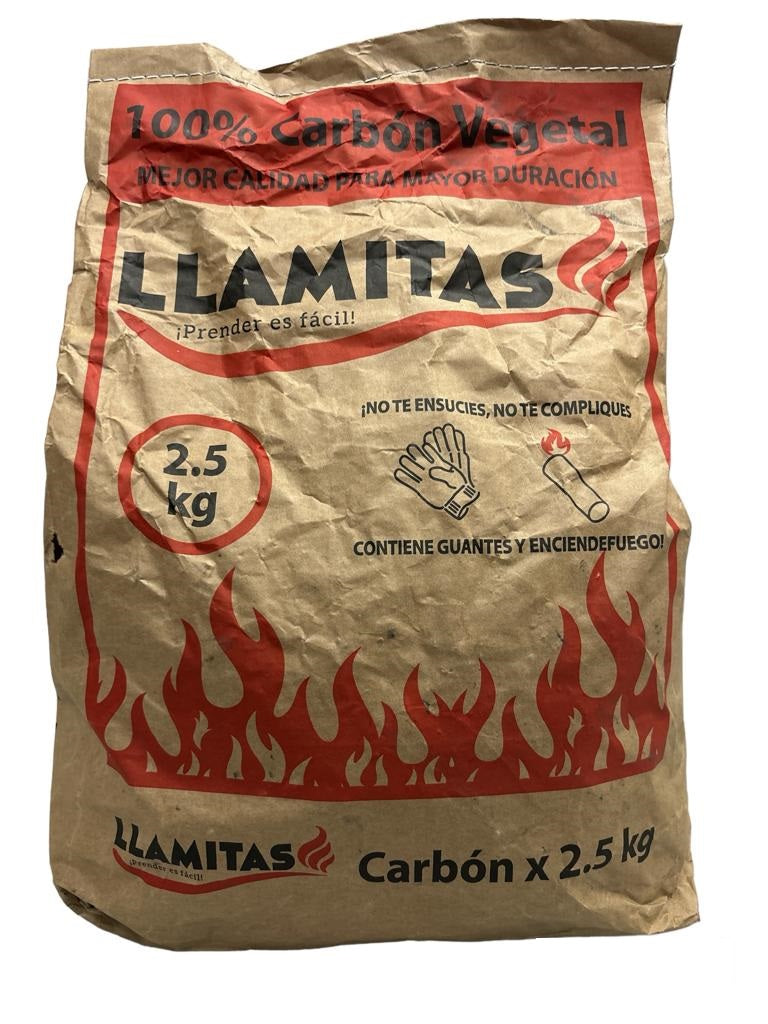 100% Carbón Vegetal
MEJOR CALIDAD PARA MAYOR DURACIÓN
LLAMITAS
¡Prender es fácil!
¡NO TE ENSUCIES, NO TE COMPLIQUES
2.5
kg
CONTIENE GUANTES Y ENCIENDEFUEGO!
LLAMITAS
¡Prender es fácil!
Carbón x 2.5 kg